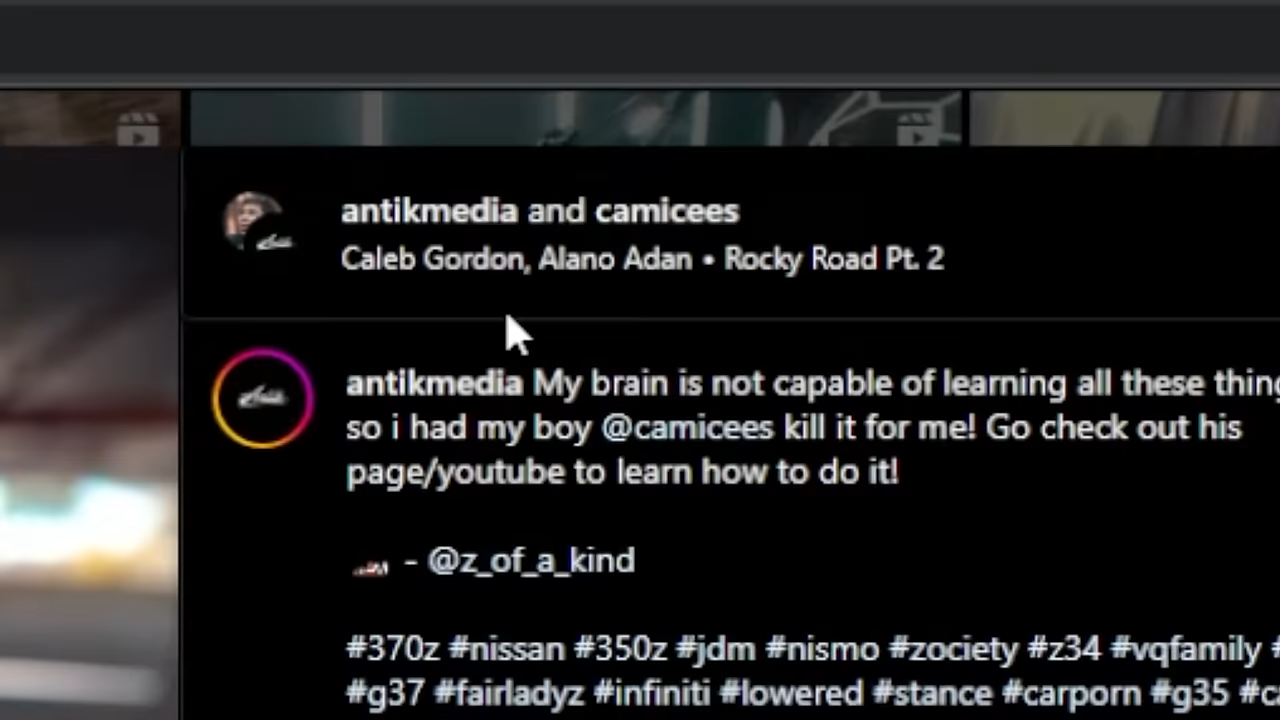 antikmedia and camicees
Caleb Gordon, Alano Adan • Rocky Road Pt. 2
antikmedia My brain is not capable of learning all these thing
so i had my boy @camicees kill it for me! Go check out his
page/youtube to learn how to do it!
- @z_of_a_kind
#370z #nissan #350z #jdm #nismo #zociety #z34 #vqfamily #
#g37 #fairladyz #infiniti #lowered #stance #carporn #g35 #c